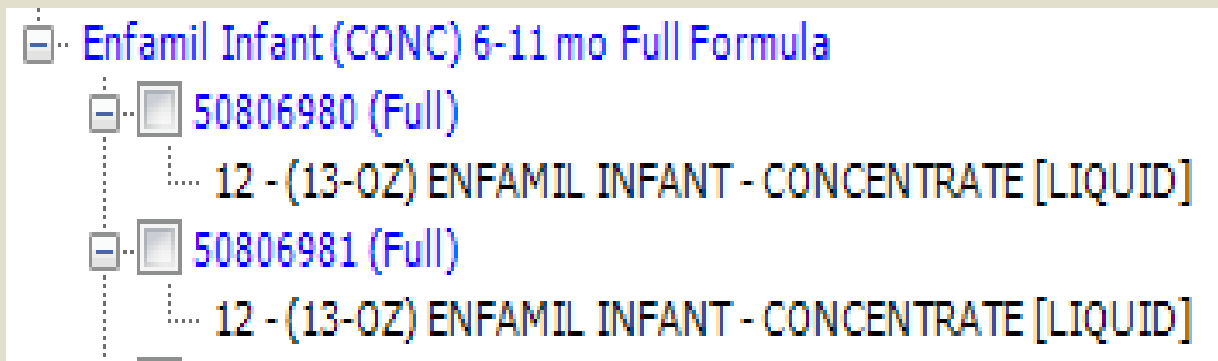 Enfamil Infant (CONC) 6-11 mo Full Formula
50806980 (Full)
12 - (13-OZ) ENFAMIL INFANT - CONCENTRATE [LIQUID]
50806981 (Full)
12 - (13-OZ) ENFAMIL INFANT - CONCENTRATE [LIQUID]